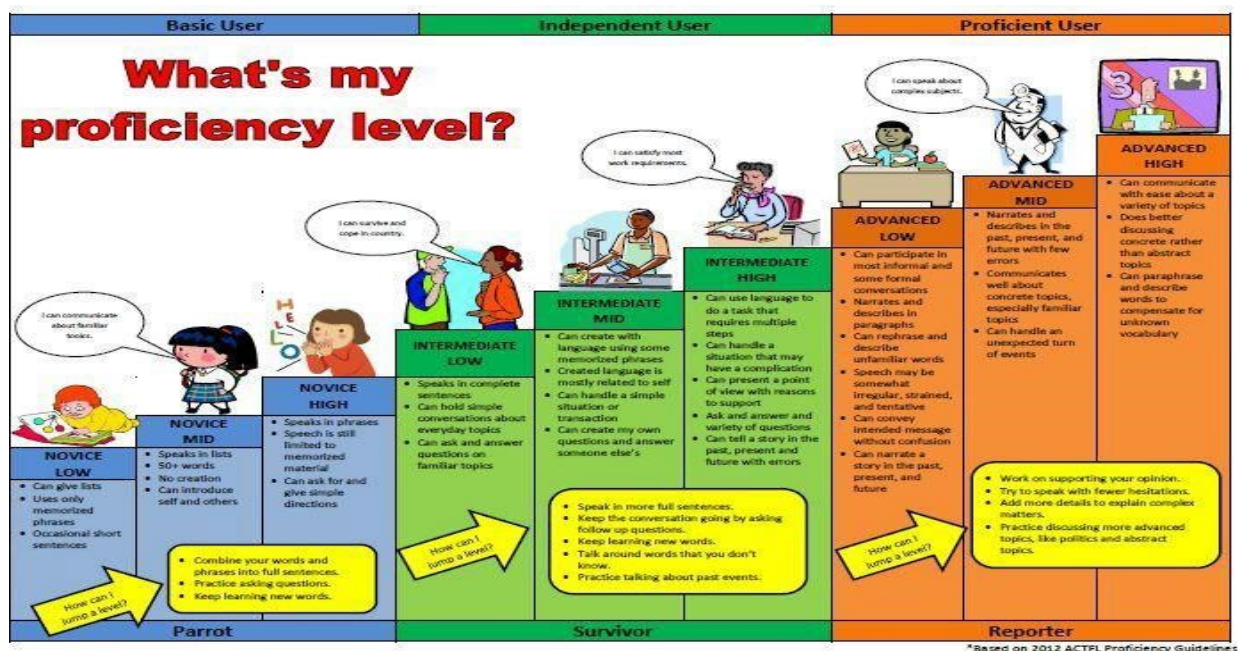 Basic User
Independent User
Proficient User
What's my
proficiency level?
I can communicate
about familiar
topics.
HELLO
I can survive and
cope in country.
I can satisfy most
work requirements.
I can speak about
complex subjects.
3
NOVICE
LOW
• Can give lists
• Uses only
memorized
phrases
• Occasional short
sentences
NOVICE
MID
• Speaks in lists
• 50+ words
• No creation
• Can introduce
self and others
NOVICE
HIGH
• Speaks in phrases
• Speech is still
limited to
memorized
material
• Can ask for and
give simple
directions
How can I
jump a level?
• Combine your words and
phrases into full sentences.
• Practice asking questions.
• Keep learning new words.
INTERMEDIATE
LOW
• Speaks in complete
sentences
• Can hold simple
conversations about
everyday topics
• Can ask and answer
questions on
familiar topics
INTERMEDIATE
MID
• Can create with
language using some
memorized phrases
• Created language is
mostly related to self
• Can handle a simple
situation or
transaction
• Can create my own
questions and answer
someone else's
INTERMEDIATE
HIGH
• Can use language to
do a task that
requires multiple
steps
• Can handle a
situation that may
have a complication
• Can present a point
of view with reasons
to support
• Ask and answer and
variety of questions
• Can tell a story in the
past, present and
future with errors
How can I
jump a level?
• Speak in more full sentences.
• Keep the conversation going by asking
follow up questions.
• Keep learning new words.
• Talk around words that you don't
know.
• Practice talking about past events.
ADVANCED
LOW
• Can participate in
most informal and
some formal
conversations
• Narrates and
describes in
paragraphs
• Can rephrase and
describe
unfamiliar words
• Speech may be
somewhat
irregular, strained,
and tentative
• Can convey
intended message
without confusion
• Can narrate a
story in the past,
present, and
future
ADVANCED
MID
• Narrates and
describes in the
past, present, and
future with few
errors
• Communicates
well about
concrete topics,
especially familiar
topics
• Can handle an
unexpected turn
of events
ADVANCED
HIGH
• Can communicate
with ease about a
variety of topics
• Does better
discussing
concrete rather
than abstract
topics
• Can paraphrase
and describe
words to
compensate for
unknown
vocabulary
How can I
jump a level?
• Work on supporting your opinion.
• Try to speak with fewer hesitations.
• Add more details to explain complex
matters.
• Practice discussing more advanced
topics, like politics and abstract
topics.
Parrot
Survivor
Reporter
*Based on 2012 ACTFL Proficiency Guidelines